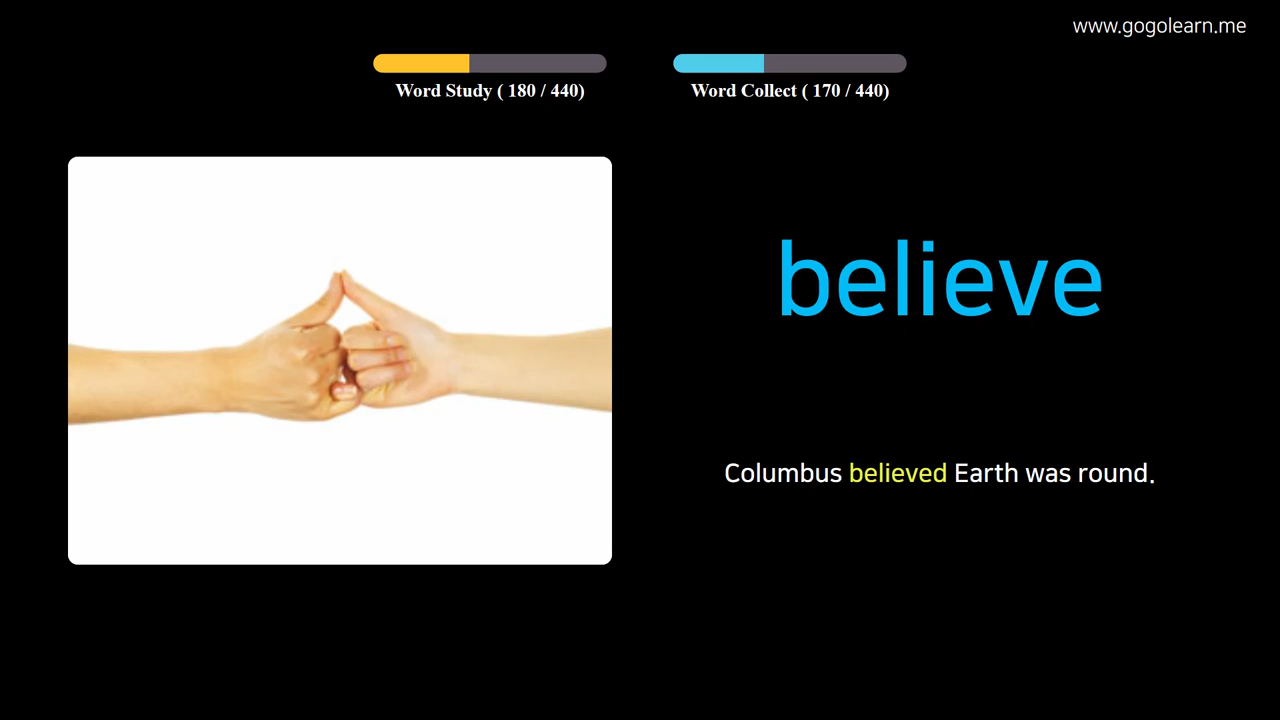 www.gogolearn.me
Word Study ( 180 / 440)
Word Collect ( 170 / 440)
believe
Columbus believed Earth was round.